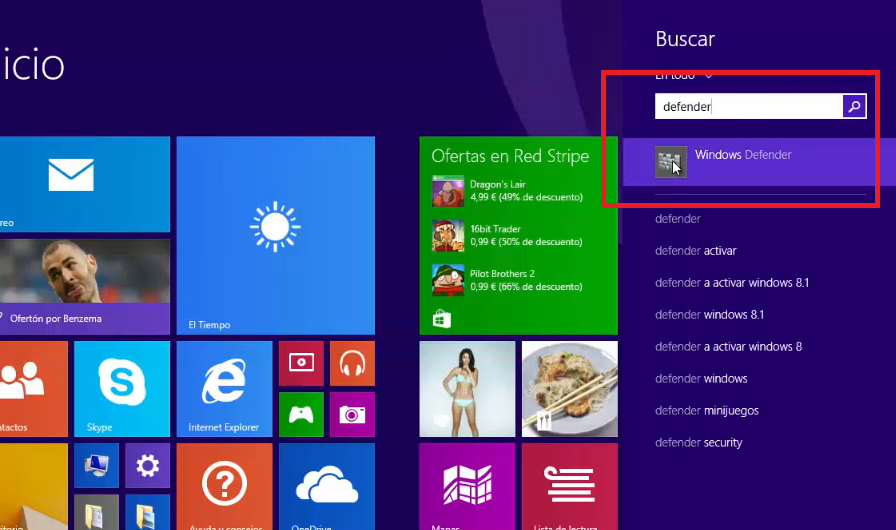 icio
Buscar
En todo
defender
Windows Defender
defender
defender activar
defender a activar windows 8.1
defender windows 8.1
defender a activar windows 8
defender windows
defender minijuegos
defender security
reo
Ofertón por Benzema
El Tiempo
Ofertas en Red Stripe
Dragon's Lair
4,99 € (49% de descuento)
16bit Trader
0,99 € (50% de descuento)
Pilot Brothers 2
0,99 € (66% de descuento)
ntactos
Skype
Internet Explorer
itorio
Ayuda y consejos
OneDrive
Mapas
Lista de lectura